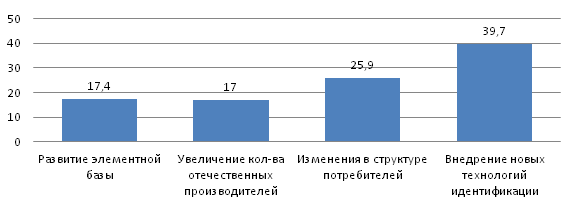 50
40
30
20
10
0
17,4
17
25,9
39,7
Развитие элементной
базы
Увеличение кол-ва
отечественных
производителей
Изменения в структуре
потребителей
Внедрение новых
технологий
идентификации